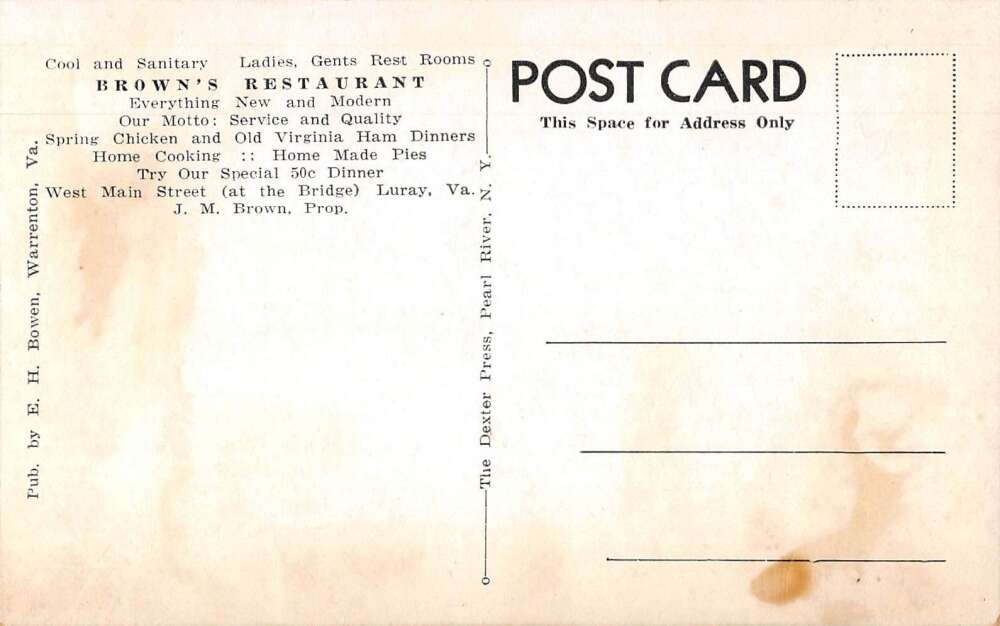 Cool and Sanitary Ladies, Gents Rest Rooms
BROWN'S RESTAURANT
Everything New and Modern
Our Motto: Service and Quality
Spring Chicken and Old Virginia Ham Dinners
Home Cooking :: Home Made Pies
Try Our Special 50c Dinner
West Main Street (at the Bridge) Luray, Va.
J. M. Brown, Prop.
Pub. by E. H. Bowen, Warrenton, Va.
The Dexter Press, Pearl River, N. Y.
POST CARD
This Space for Address Only